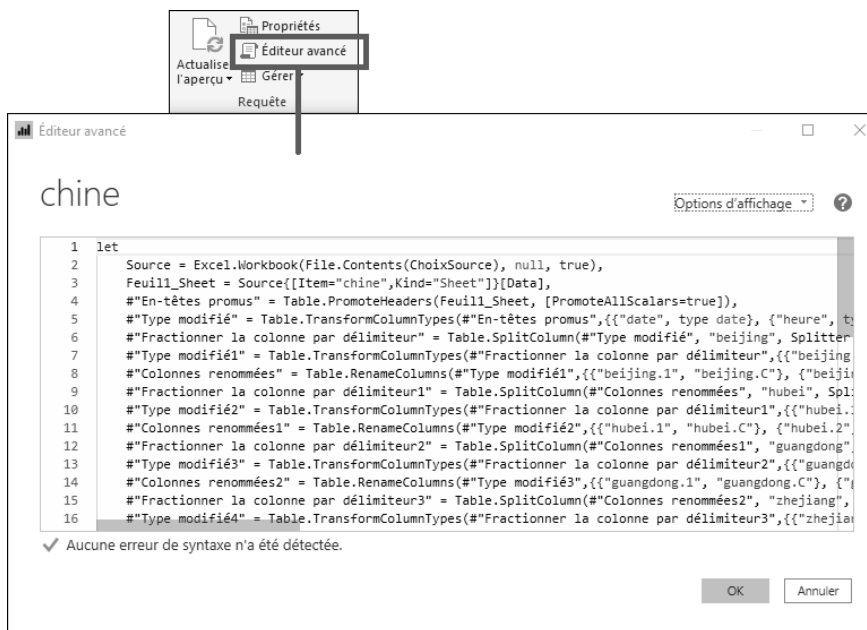 Propriétés
Éditeur avancé
Actualiser
l'aperçu
Gérer
Requête
Éditeur avancé
chine
Options d'affichage
?
1 let
2 Source = Excel.Workbook(File.Contents(ChoixSource), null, true),
3 Feuil1_Sheet = Source{[Item="chine",Kind="Sheet"]}[Data],
4 #"En-têtes promus" = Table.PromoteHeaders(Feuil1_Sheet, [PromoteAllScalars=true]),
5 #"Type modifié" = Table.TransformColumnTypes(#"En-têtes promus",{{"date", type date}, {"heure", t
6 #"Fractionner la colonne par délimiteur" = Table.SplitColumn(#"Type modifié", "beijing", Splitter
7 #"Type modifié1" = Table.TransformColumnTypes(#"Fractionner la colonne par délimiteur",{{"beijing
8 #"Colonnes renommées" = Table.RenameColumns(#"Type modifié1",{{"beijing.1", "beijing.C"}, {"beiji
9 #"Fractionner la colonne par délimiteur1" = Table.SplitColumn(#"Colonnes renommées", "hubei", Spl
10 #"Type modifié2" = Table.TransformColumnTypes(#"Fractionner la colonne par délimiteur1",{{"hubei.
11 #"Colonnes renommées1" = Table.RenameColumns(#"Type modifié2",{{"hubei.1", "hubei.C"}, {"hubei.2"
12 #"Fractionner la colonne par délimiteur2" = Table.SplitColumn(#"Colonnes renommées1", "guangdong"
13 #"Type modifié3" = Table.TransformColumnTypes(#"Fractionner la colonne par délimiteur2",{{"guangd
14 #"Colonnes renommées2" = Table.RenameColumns(#"Type modifié3",{{"guangdong.1", "guangdong.C"}, {"g
15 #"Fractionner la colonne par délimiteur3" = Table.SplitColumn(#"Colonnes renommées2", "zhejiang",
16 #"Type modifié4" = Table.TransformColumnTypes(#"Fractionner la colonne par délimiteur3",{{"zhejia
Aucune erreur de syntaxe n'a été détectée.
OK
Annuler